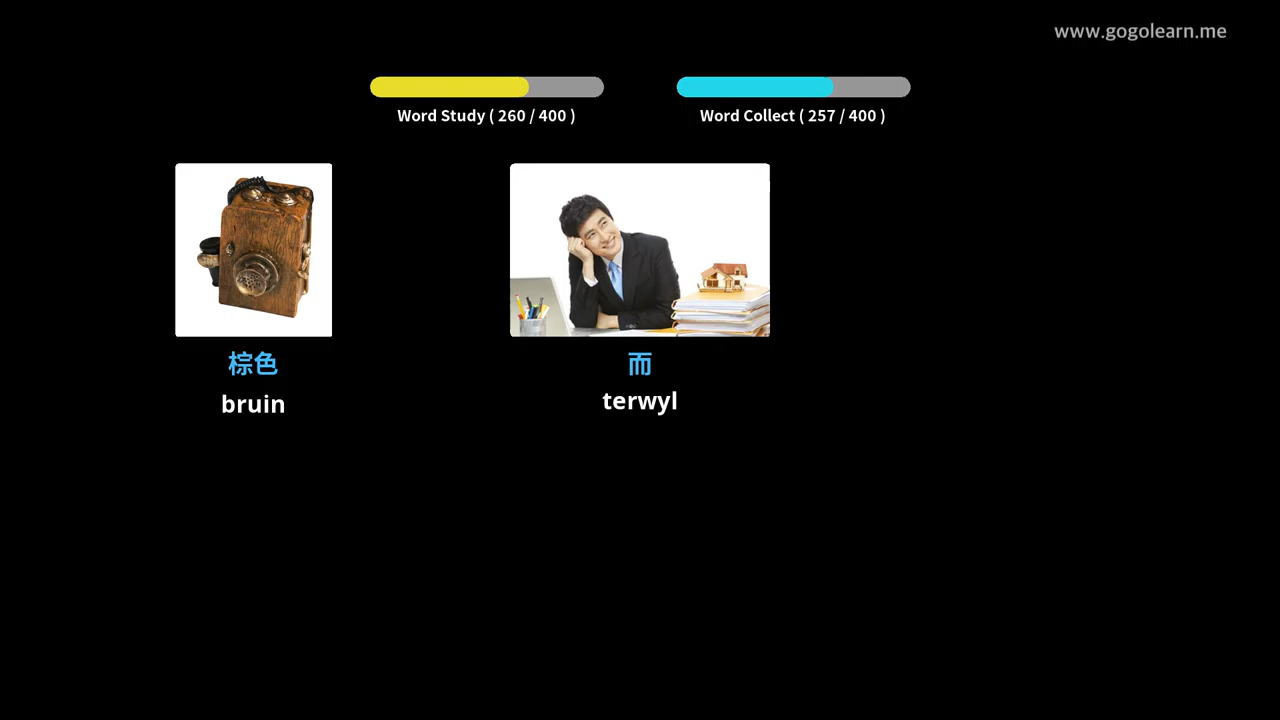 www.gogolearn.me
Word Study ( 260 / 400 )
Word Collect ( 257 / 400 )
棕色
bruin
而
terwyl